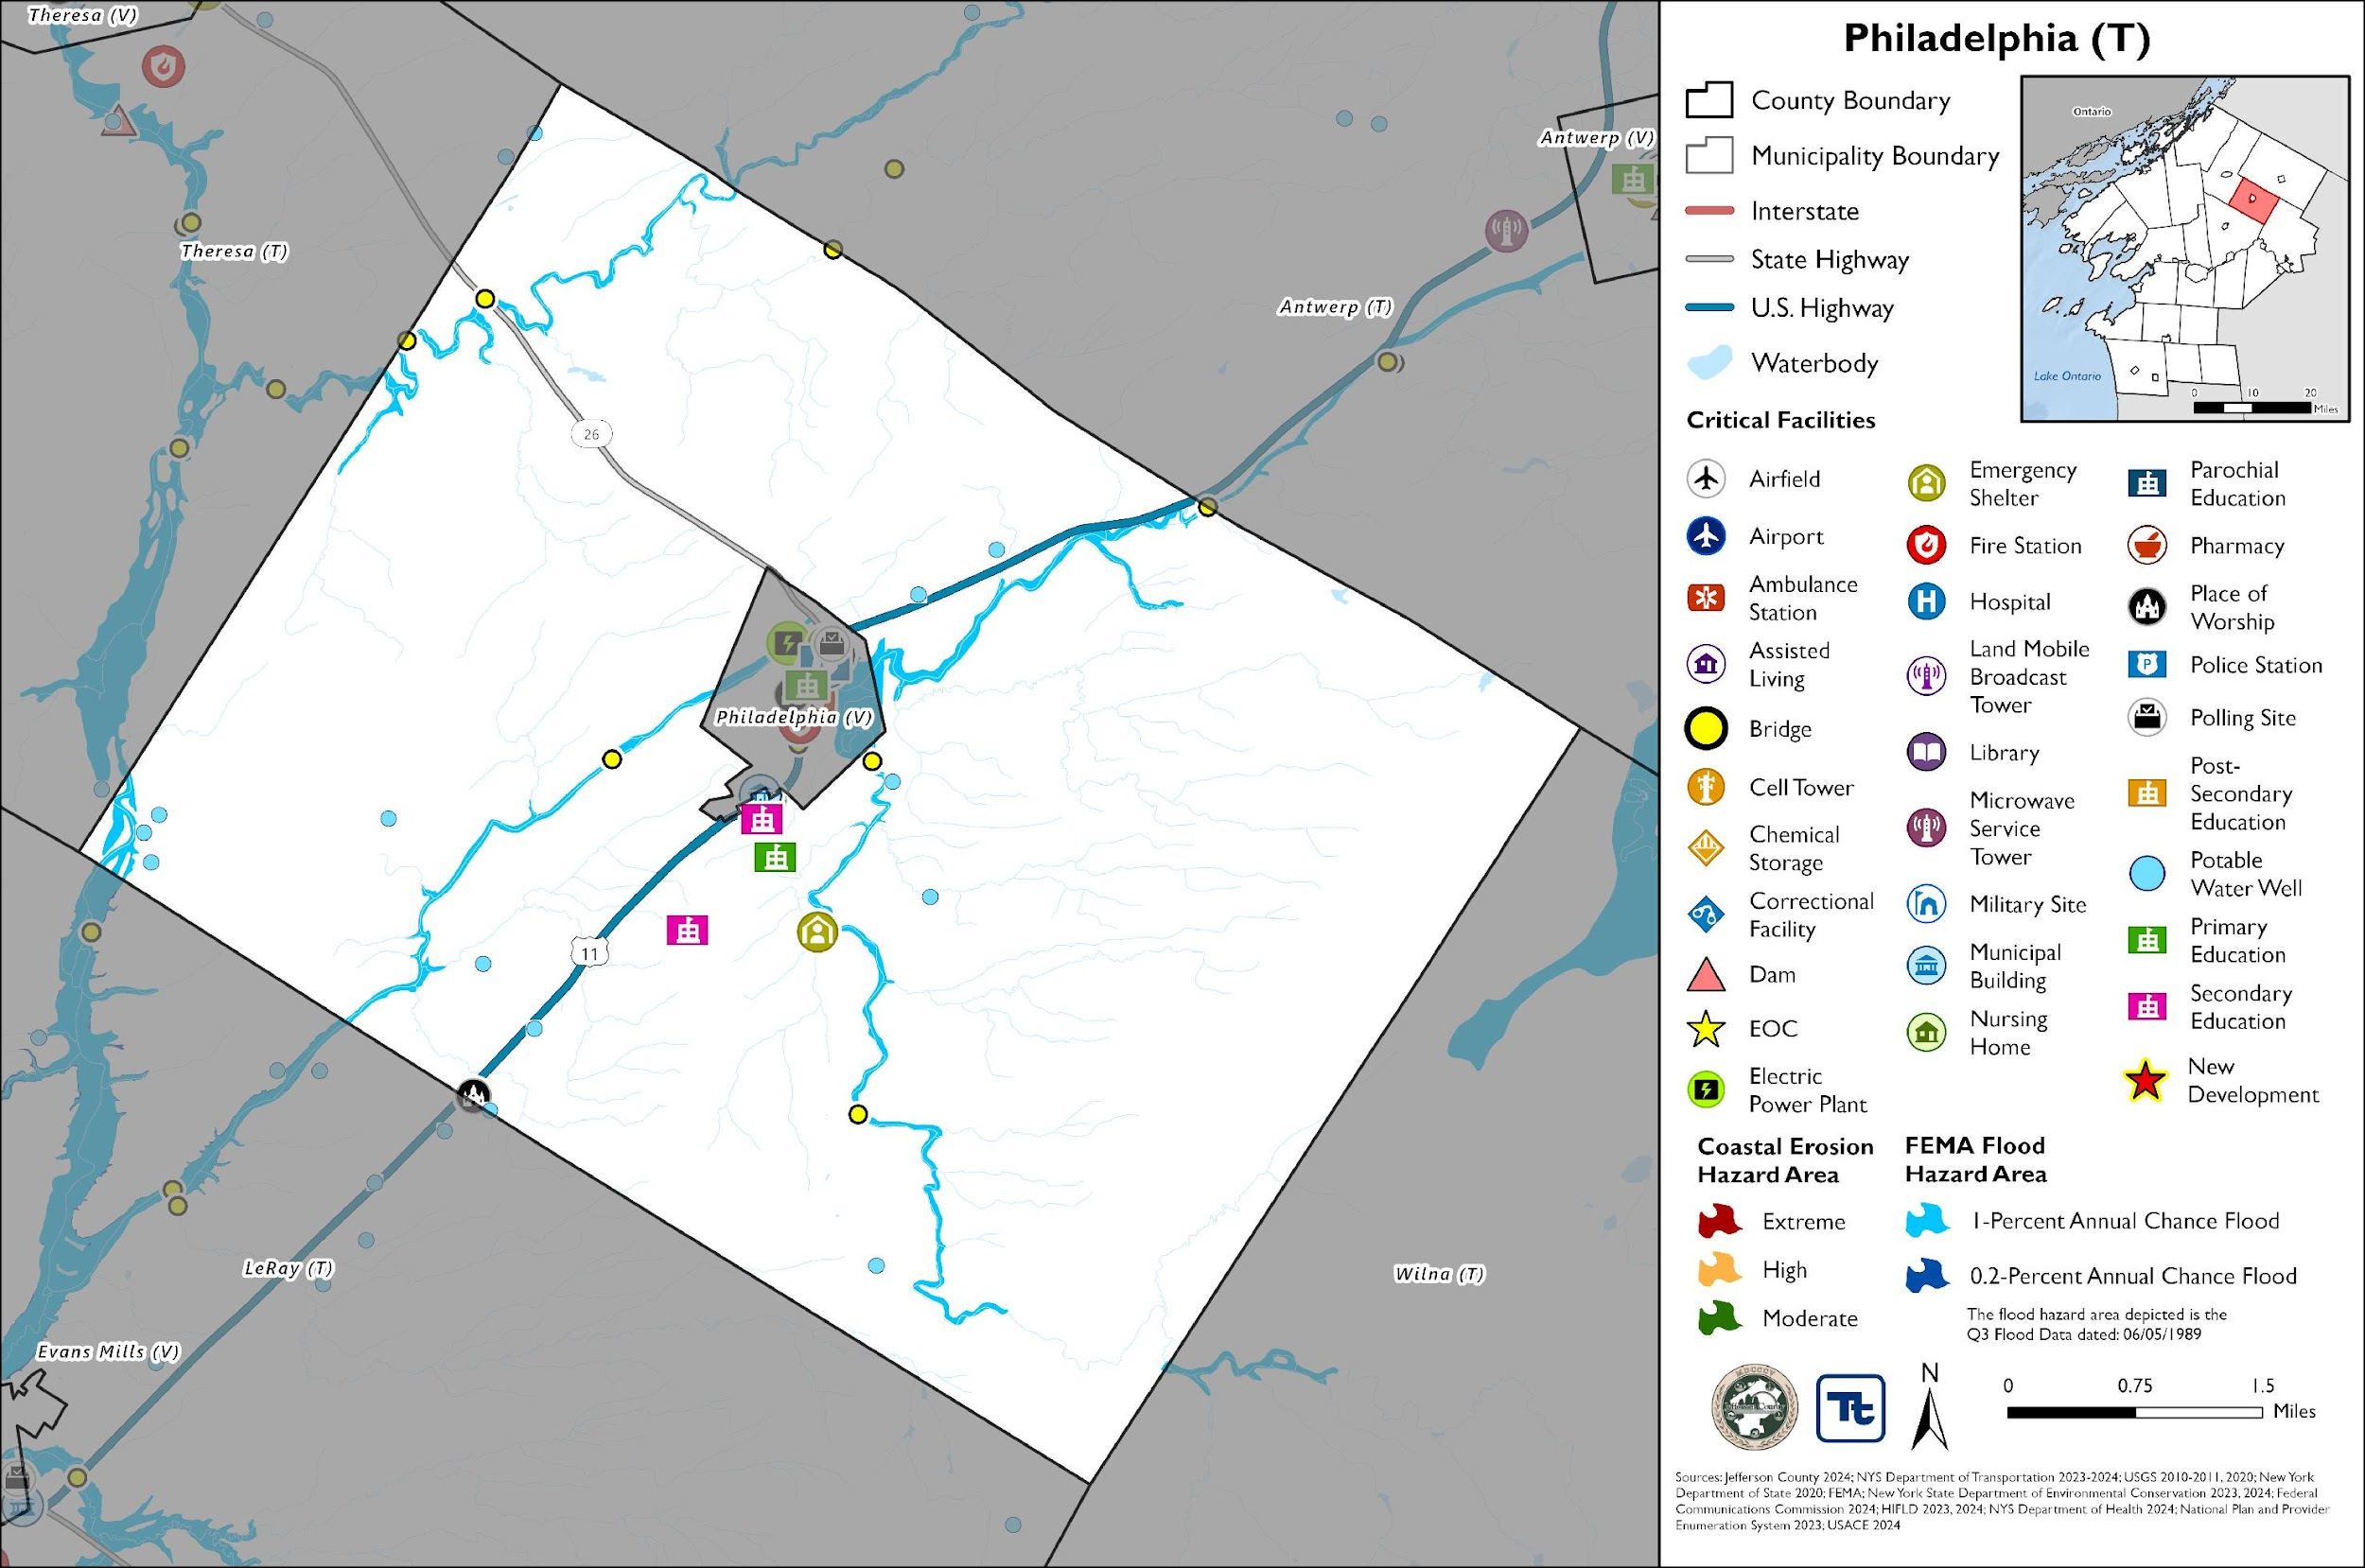 Theresa (V)
Antwerp (V)
Theresa (T)
Antwerp (T)
26
Philadelphia (V)
11
LeRay (T)
Wilna (T)
Evans Mills (V)
Philadelphia (T)
County Boundary
Municipality Boundary
Interstate
State Highway
U.S. Highway
Waterbody
Ontario
Lake Ontario
0 10 20
Miles
Critical Facilities
Airfield
Airport
Ambulance
Station
Assisted
Living
Bridge
Cell Tower
Chemical
Storage
Correctional
Facility
Dam
EOC
Electric
Power Plant
Emergency
Shelter
Fire Station
H
Hospital
Land Mobile
Broadcast
Tower
Library
Microwave
Service
Tower
Military Site
Municipal
Building
Nursing
Home
Parochial
Education
Pharmacy
Place of
Worship
P
Police Station
Polling Site
Post-
Secondary
Education
Potable
Water Well
Primary
Education
Secondary
Education
New
Development
Coastal Erosion
Hazard Area
Extreme
High
Moderate
FEMA Flood
Hazard Area
1-Percent Annual Chance Flood
0.2-Percent Annual Chance Flood
The flood hazard area depicted is the
Q3 Flood Data dated: 06/05/1989
Tt
N
0 0.75 1.5
Miles
Sources: Jefferson County 2024; NYS Department of Transportation 2023-2024; USGS 2010-2011, 2020; New York
Department of State 2020; FEMA; New York State Department of Environmental Conservation 2023, 2024; Federal
Communications Commission 2024; HIFLD 2023, 2024; NYS Department of Health 2024; National Plan and Provider
Enumeration System 2023; USACE 2024